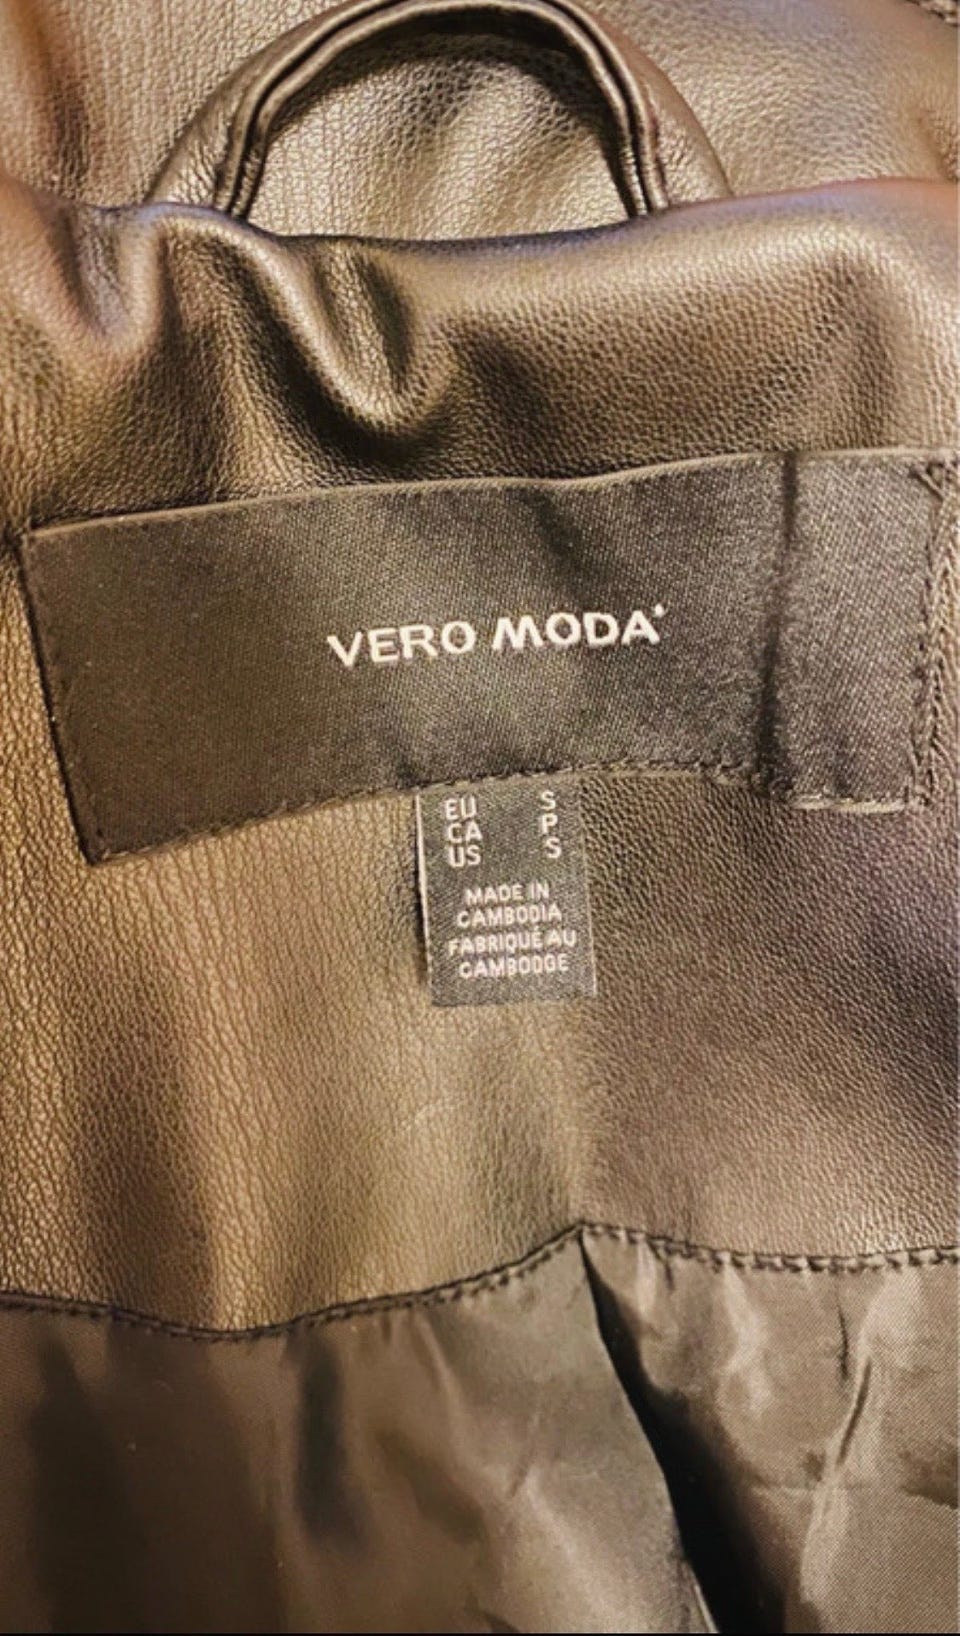 VERO MODA
EU S
CA P
US S
MADE IN
CAMBODIA
FABRIQUÉ AU
CAMBODGE